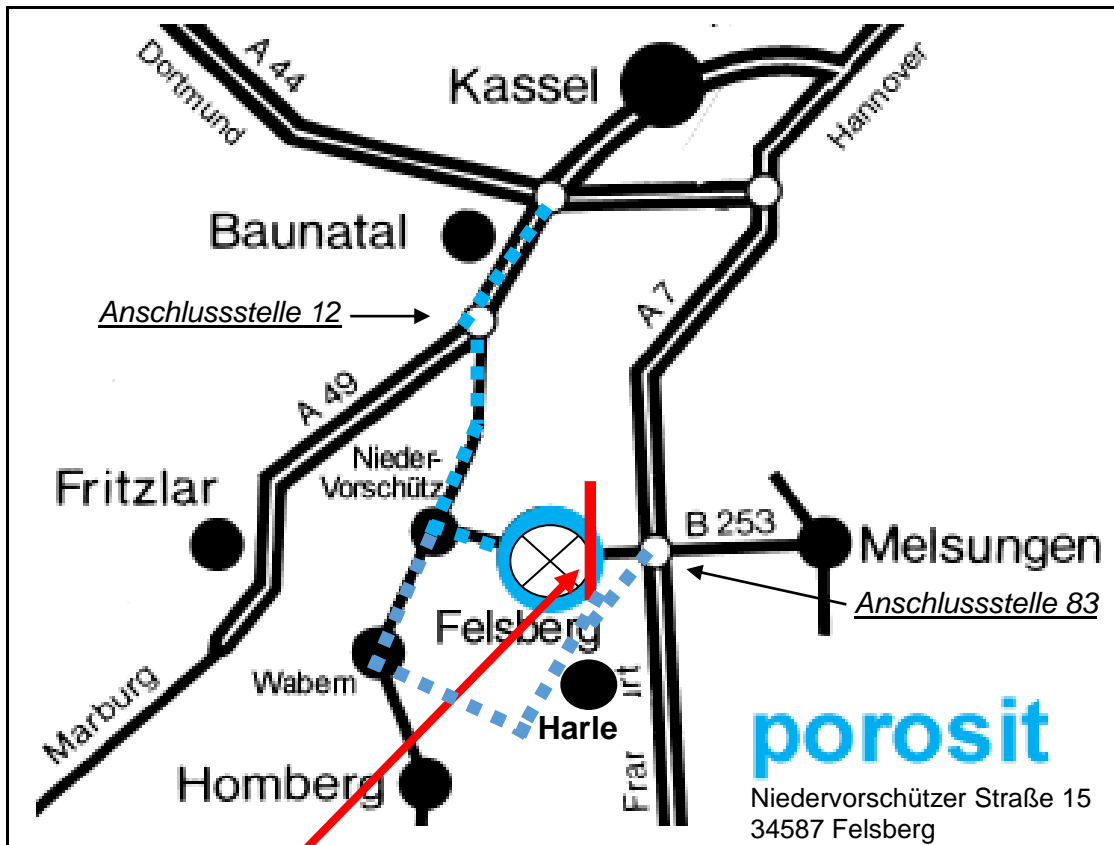 A 44
Dortmund
Kassel
Hannover
Baunatal
Anschlussstelle 12
A 7
A 49
Nieder-
Vorschütz
Fritzlar
B 253
Melsungen
Anschlussstelle 83
Felsberg
Wabern
Marburg
Harle
Homberg
porosit
Niedervorschützer Straße 15
34587 Felsberg